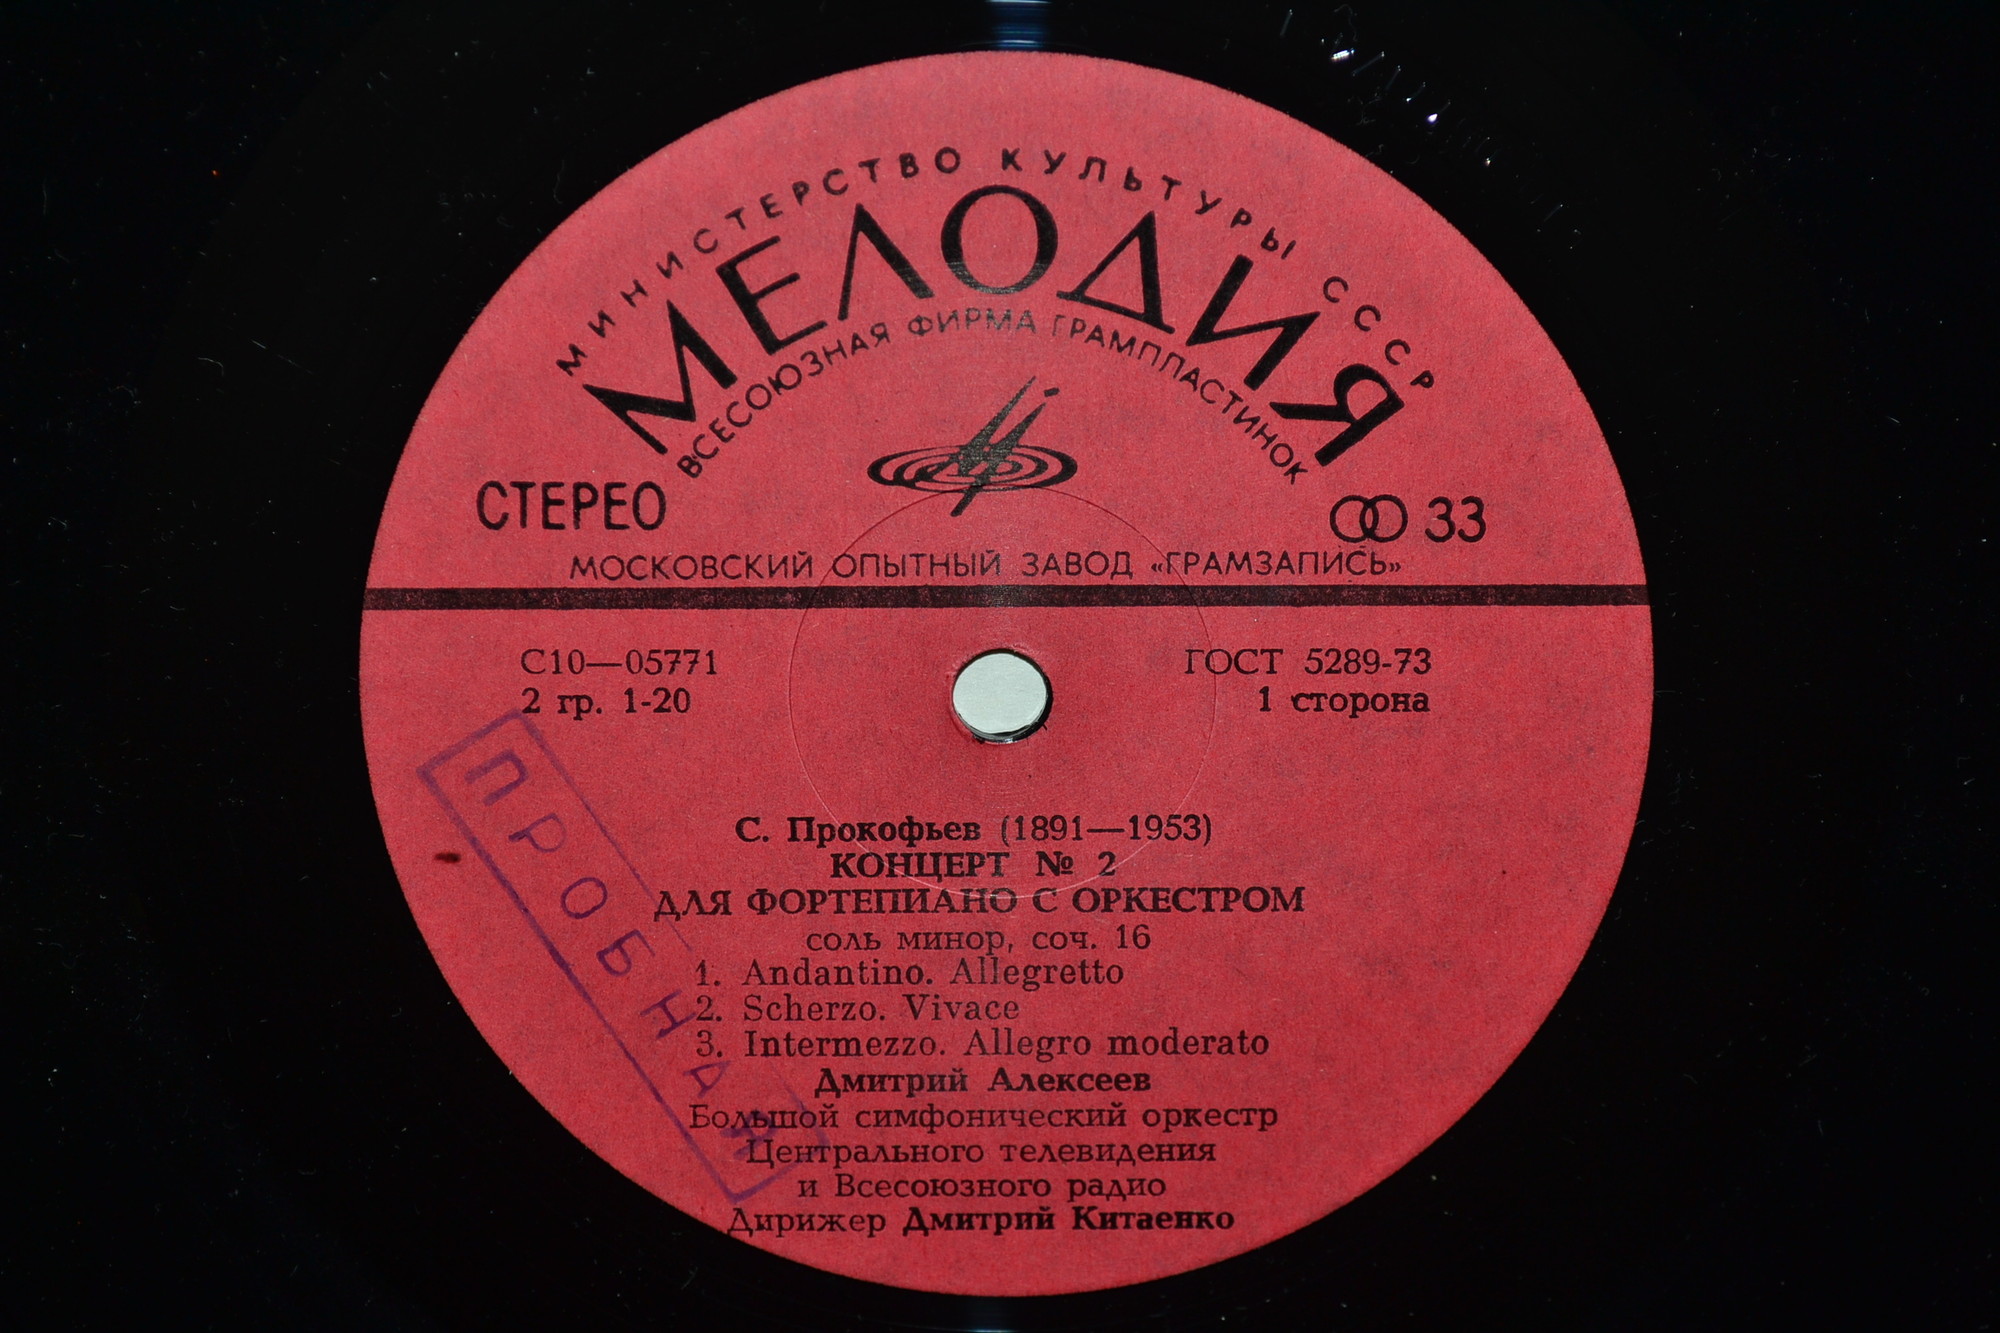 МИНИСТЕРСТВО КУЛЬТУРЫ СССР
МЕЛОДИЯ
ВСЕСОЮЗНАЯ ФИРМА ГРАМПЛАСТИНОК
СТЕРЕО
33
МОСКОВСКИЙ ОПЫТНЫЙ ЗАВОД «ГРАМЗАПИСЬ»
С10—05771
ГОСТ 5289-73
2 гр. 1-20
1 сторона
ПРОБНАЯ
С. Прокофьев (1891—1953)
КОНЦЕРТ № 2
ДЛЯ ФОРТЕПИАНО С ОРКЕСТРОМ
соль минор, соч. 16
1. Andantino. Allegretto
2. Scherzo. Vivace
3. Intermezzo. Allegro moderato
Дмитрий Алексеев
Большой симфонический оркестр
Центрального телевидения
и Всесоюзного радио
Дирижер Дмитрий Китаенко